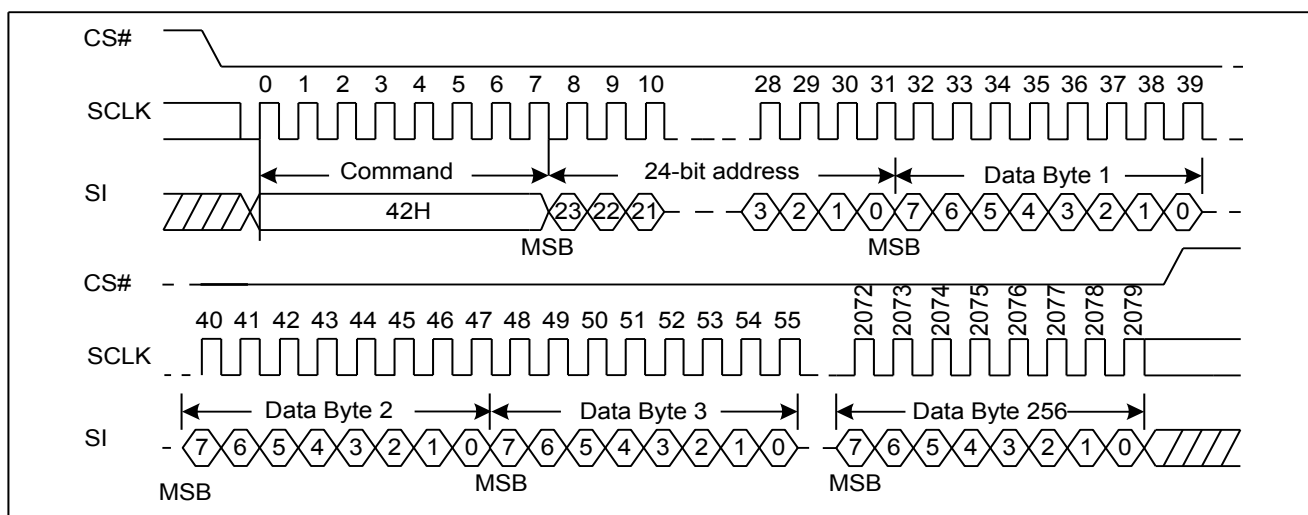 CS#
0 1 2 3 4 5 6 7 8 9 10 28 29 30 31 32 33 34 35 36 37 38 39
SCLK
Command 24-bit address Data Byte 1
SI
42H 23 22 21 3 2 1 0 7 6 5 4 3 2 1 0
MSB MSB
CS#
40 41 42 43 44 45 46 47 48 49 50 51 52 53 54 55 2072 2073 2074 2075 2076 2077 2078 2079
SCLK
Data Byte 2 Data Byte 3 Data Byte 256
SI
7 6 5 4 3 2 1 0 7 6 5 4 3 2 1 0 7 6 5 4 3 2 1 0
MSB MSB MSB